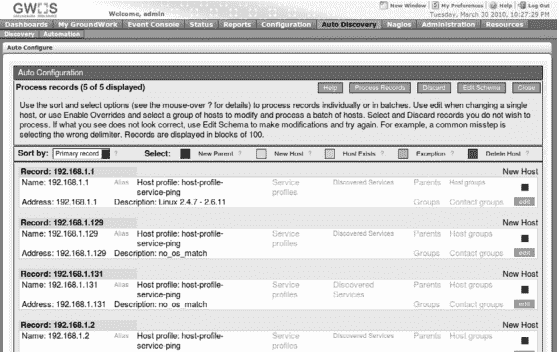 GWOS
Welcome, admin
New Window My Preferences Help Log Out
Tuesday, March 30 2010, 10:27:29 PM
Dashboards My GroundWork Event Console Status Reports Configuration Auto Discovery Nagios Administration Resources
Discovery Automation
Auto Configure
Auto Configuration
Process records (5 of 5 displayed) Help Process Records Discard Edit Schema Close
Use the sort and select options (see the mouse-over ? for details) to process records individually or in batches. Use edit when changing a single
host, or use Enable Overrides and select a group of hosts to modify and process a batch of hosts. Select and Discard records you do not wish to
process. If what you see does not look correct, use Edit Schema to make modifications and try again. For example, a common misstep is
selecting the wrong delimiter. Records are displayed in blocks of 100.
Sort by: Primary record ? Select: New Parent ? New Host ? Host Exists ? Exception ? Delete Host ?
Record: 192.168.1.1 New Host
Name: 192.168.1.1 Alias Host profile: host-profile-service-ping Service profiles Discovered Services Parents Host groups
Address: 192.168.1.1 Description: Linux 2.4.7 - 2.6.11 Groups Contact groups edit
Record: 192.168.1.129 New Host
Name: 192.168.1.129 Alias Host profile: host-profile-service-ping Service profiles Discovered Services Parents Host groups
Address: 192.168.1.129 Description: no_os_match Groups Contact groups edit
Record: 192.168.1.131 New Host
Name: 192.168.1.131 Alias Host profile: host-profile-service-ping Service profiles Discovered Services Parents Host groups
Address: 192.168.1.131 Description: no_os_match Groups Contact groups edit
Record: 192.168.1.2 New Host
Name: 192.168.1.2 Alias Host profile: host-profile-service-ping Service profiles Discovered Services Parents Host groups